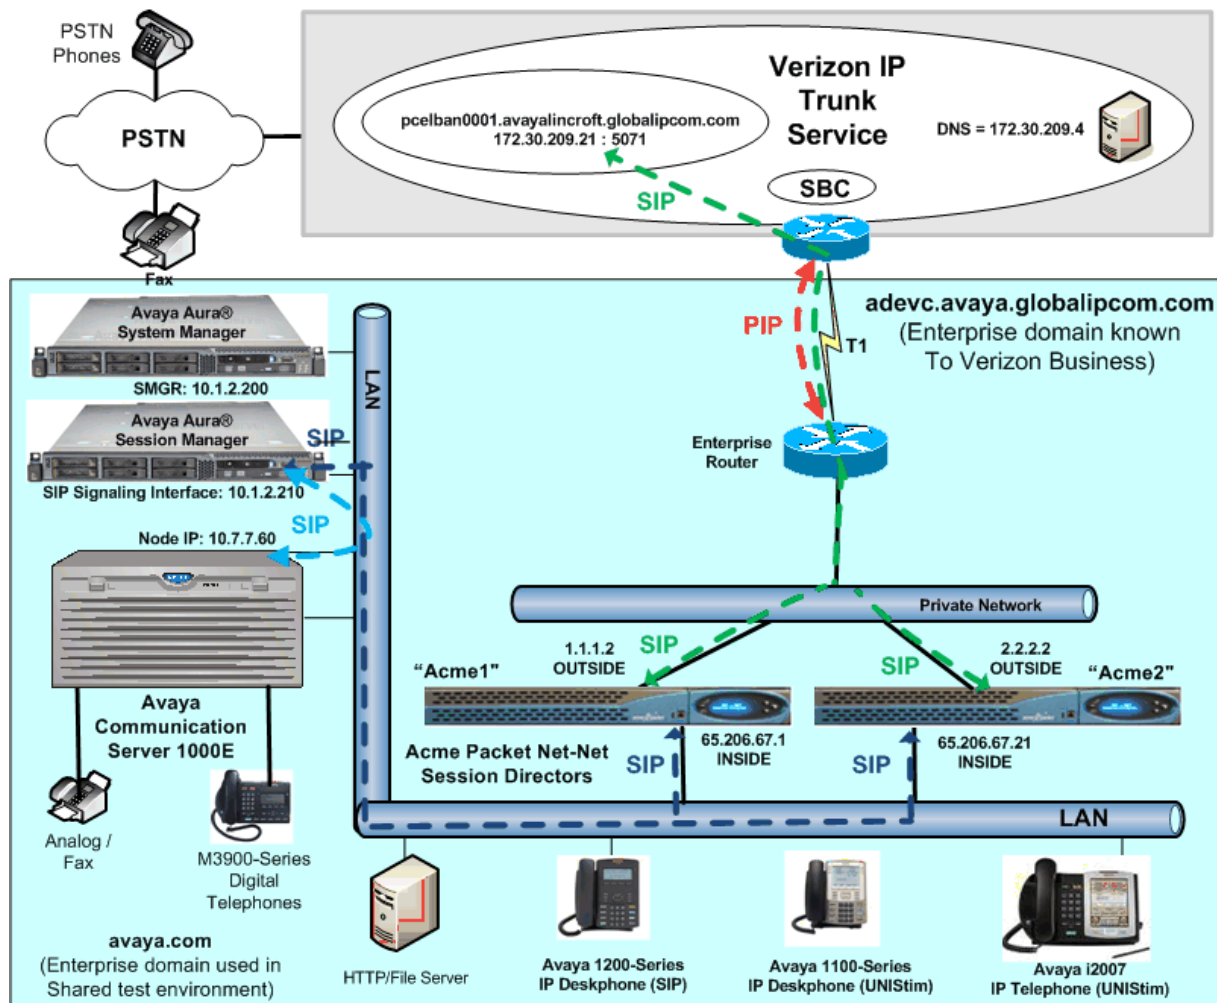 PSTN
Phones
PSTN
Fax
Verizon IP
Trunk
Service
pcelban0001.avayalincroft.globalipcom.com
172.30.209.21 : 5071
DNS = 172.30.209.4
SIP
SBC
adevc.avaya.globalipcom.com
(Enterprise domain known
To Verizon Business)
PIP
T1
Enterprise
Router
Avaya Aura®
System Manager
SMGR: 10.1.2.200
LAN
Avaya Aura®
Session Manager
SIP
SIP Signaling Interface: 10.1.2.210
SIP
Node IP: 10.7.7.60
Avaya
Communication
Server 1000E
Private Network
SIP
SIP
1.1.1.2
OUTSIDE
2.2.2.2
OUTSIDE
“Acme1"
“Acme2"
65.206.67.1
INSIDE
65.206.67.21
INSIDE
Acme Packet Net-Net
Session Directors
SIP
SIP
LAN
Analog /
Fax
M3900-Series
Digital
Telephones
avaya.com
(Enterprise domain used in
Shared test environment)
HTTP/File Server
Avaya 1200-Series
IP Deskphone (SIP)
Avaya 1100-Series
IP Deskphone (UNIStim)
Avaya i2007
IP Telephone (UNIStim)